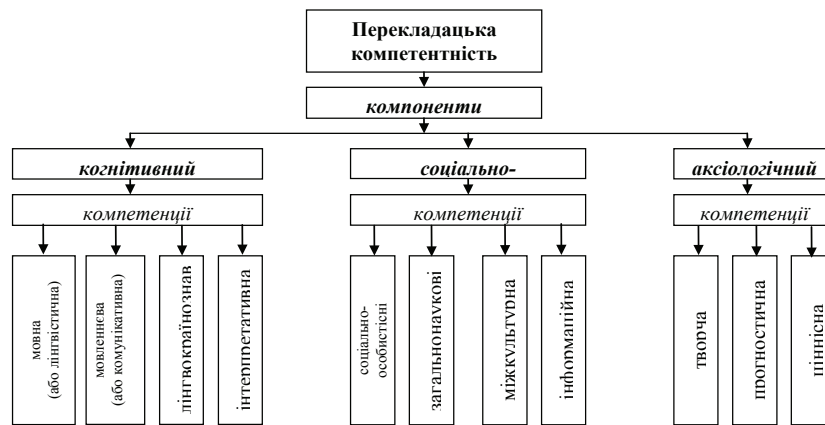 Перекладацька
компетентність
компоненти
когнітивний
соціально-
аксіологічний
компетенції
компетенції
компетенції
мовна
(або лінгвістична)
мовленнєва
(або комунікативна)
лінгвокраїнознав
інтерпретативна
соціально-
особистісні
загальнонаукові
міжкультурна
інформаційна
творча
прогностична
ціннісна